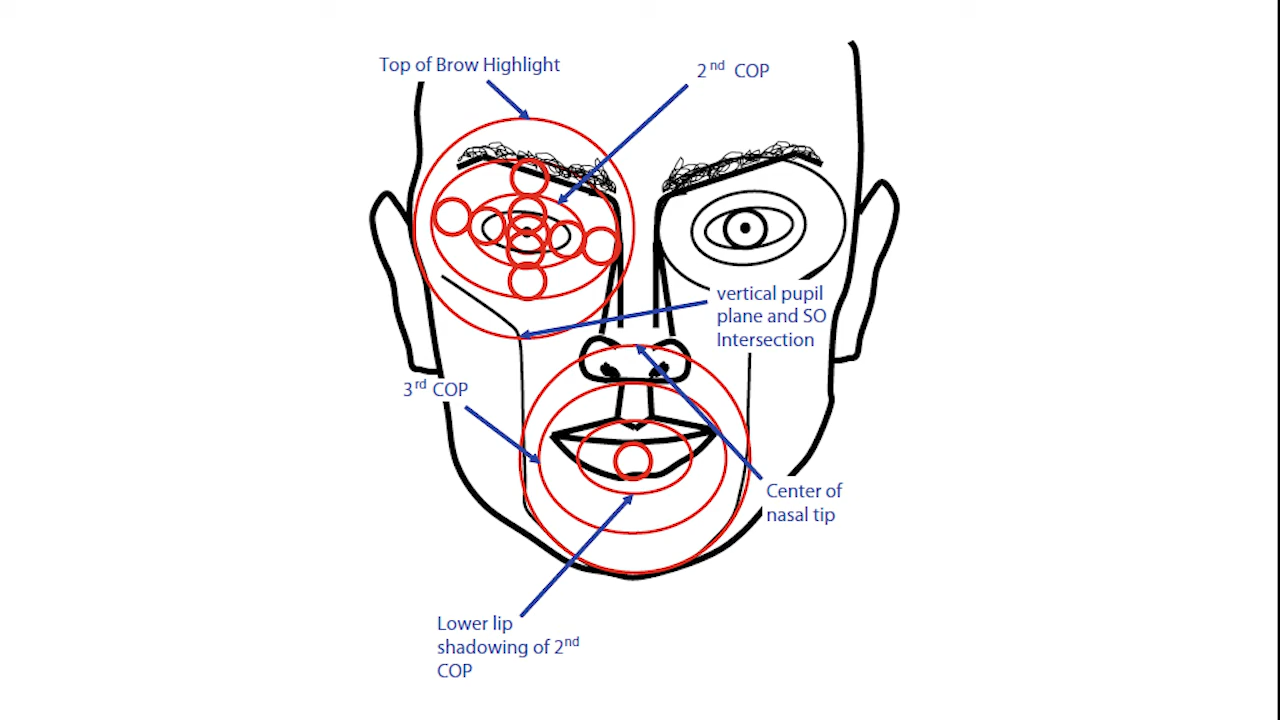 Top of Brow Highlight
2nd COP
vertical pupil
plane and SO
Intersection
3rd COP
Center of
nasal tip
Lower lip
shadowing of 2nd
COP